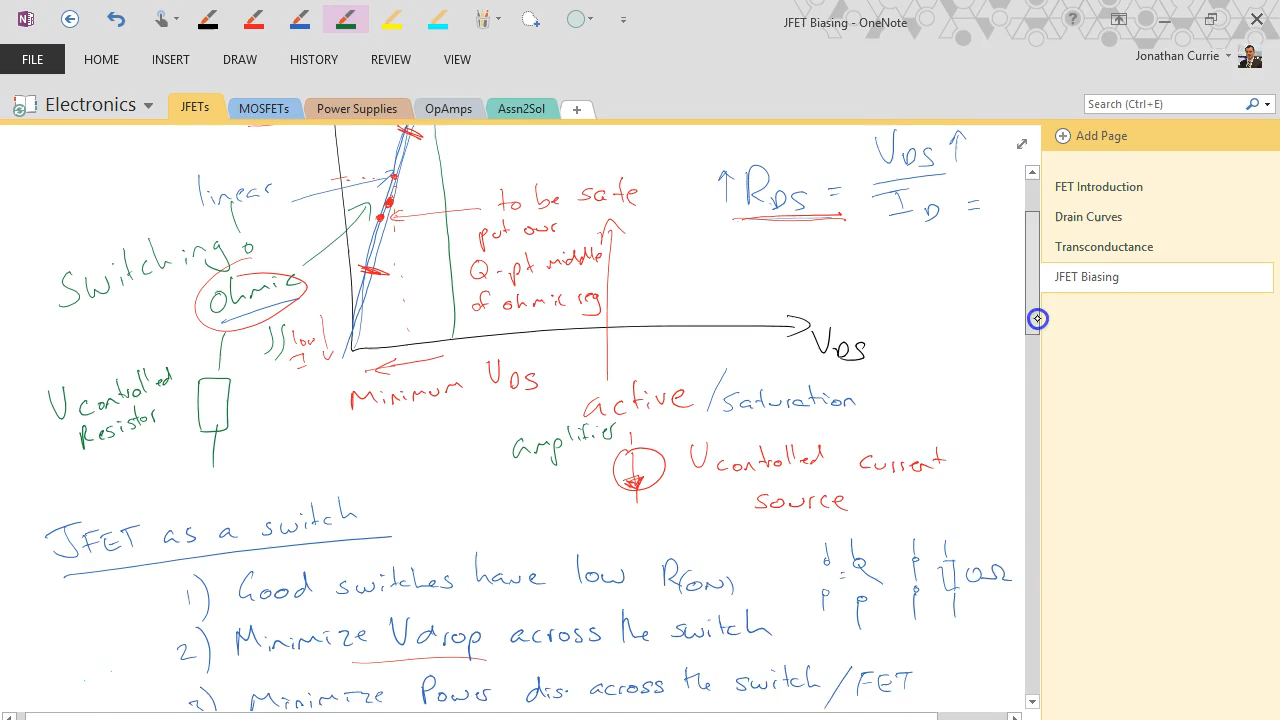 JFET Biasing - OneNote
Jonathan Currie
FILE HOME INSERT DRAW HISTORY REVIEW VIEW
Electronics
JFETs MOSFETs Power Supplies OpAmps Assn2Sol
Search (Ctrl+E)
Add Page
FET Introduction
Drain Curves
Transconductance
JFET Biasing
↑ RDS = VDS ↑ / ID =
linear
to be safe
put our
Q-pt middle
of ohmic reg
Switching
ohmic
low
I
VDS
Minimum VDS
V controlled
Resistor
active / saturation
amplifier
V controlled current
source
JFET as a switch
1) Good switches have low R(ON)
0Ω
2) Minimize Vdrop across the switch
3) Minimize Power dis. across the switch / FET